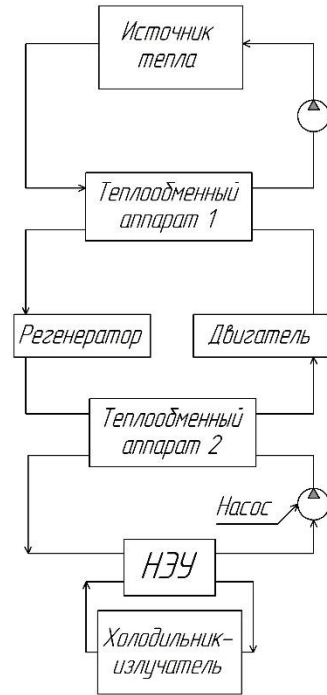 Источник
тепла
Теплообменный
аппарат 1
Регенератор
Двигатель
Теплообменный
аппарат 2
Насос
НЭУ
Холодильник-
излучатель